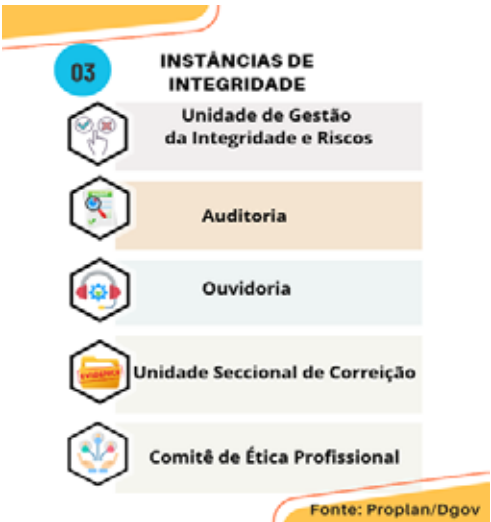 03
INSTÂNCIAS DE
INTEGRIDADE
Unidade de Gestão
da Integridade e Riscos
Auditoria
Ouvidoria
Unidade Seccional de Correição
Comitê de Ética Profissional
Fonte: Proplan/Dgov